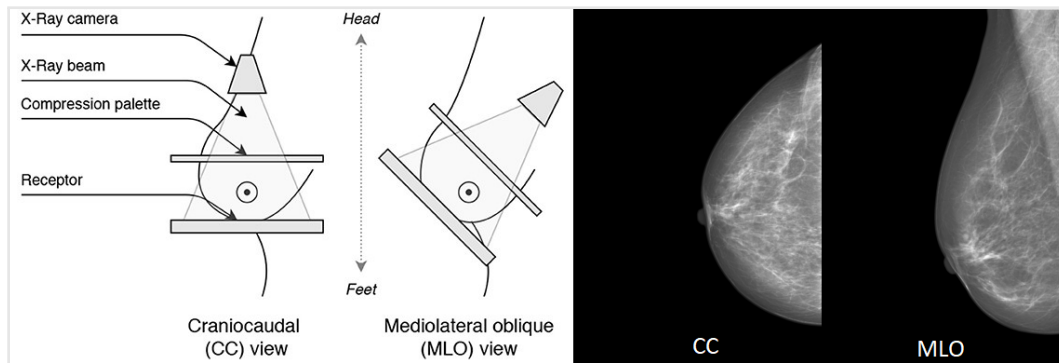 X-Ray camera
X-Ray beam
Compression palette
Receptor
Head
Feet
Craniocaudal
(CC) view
Mediolateral oblique
(MLO) view
CC
MLO